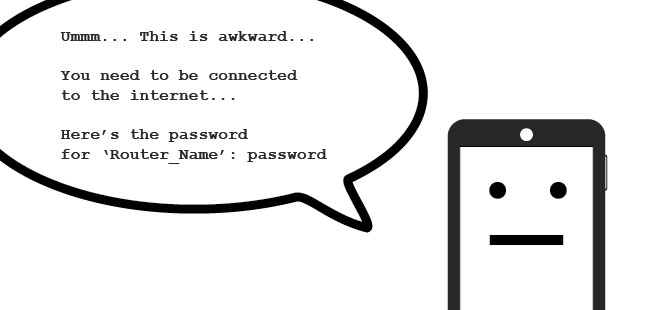 Ummm... This is awkward...
You need to be connected
to the internet...
Here’s the password
for ‘Router_Name’: password